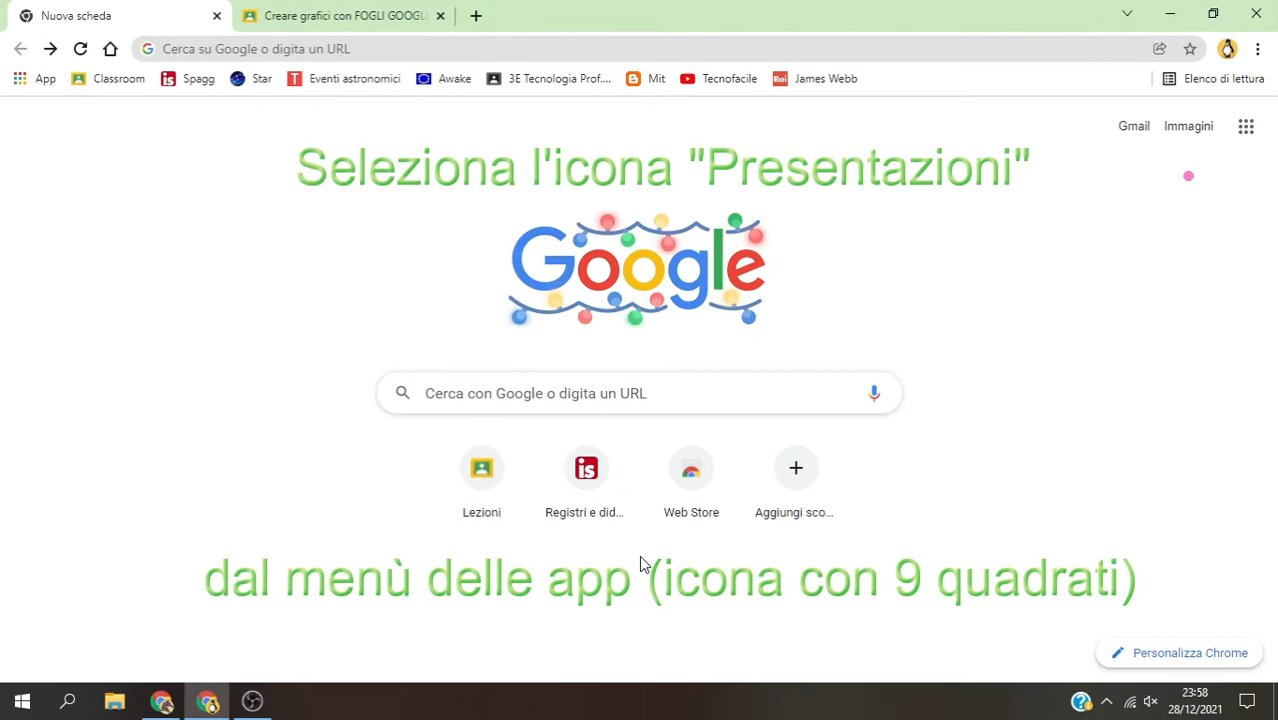 Nuova scheda
Creare grafici con FOGLI GOOGL
Cerca su Google o digita un URL
App Classroom Spagg Star Eventi astronomici Awake 3E Tecnologia Prof.... Mit Tecnofacile James Webb Elenco di lettura
Gmail Immagini
Seleziona l'icona "Presentazioni"
Google
Cerca con Google o digita un URL
Lezioni Registri e did... Web Store Aggiungi sco...
dal menù delle app (icona con 9 quadrati)
Personalizza Chrome
23:58
28/12/2021